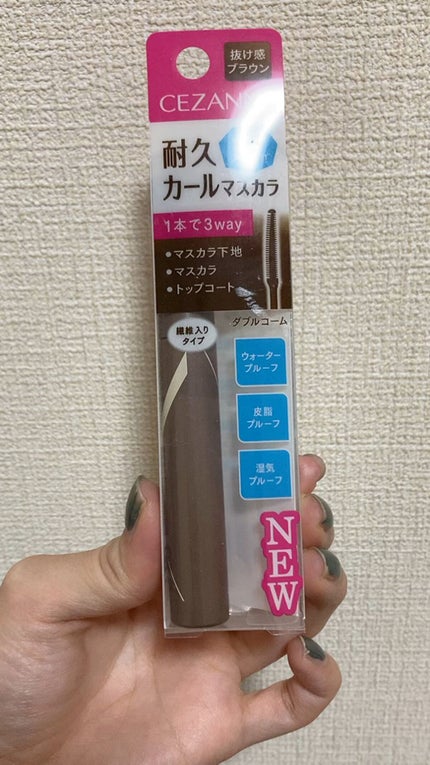 抜け感
ブラウン
CEZAN
耐久
カールマスカラ
1本で3way
●マスカラ下地
●マスカラ
●トップコート
ダブルコーム
繊維入り
タイプ
ウォーター
プルーフ
皮脂
プルーフ
湿気
プルーフ
NEW